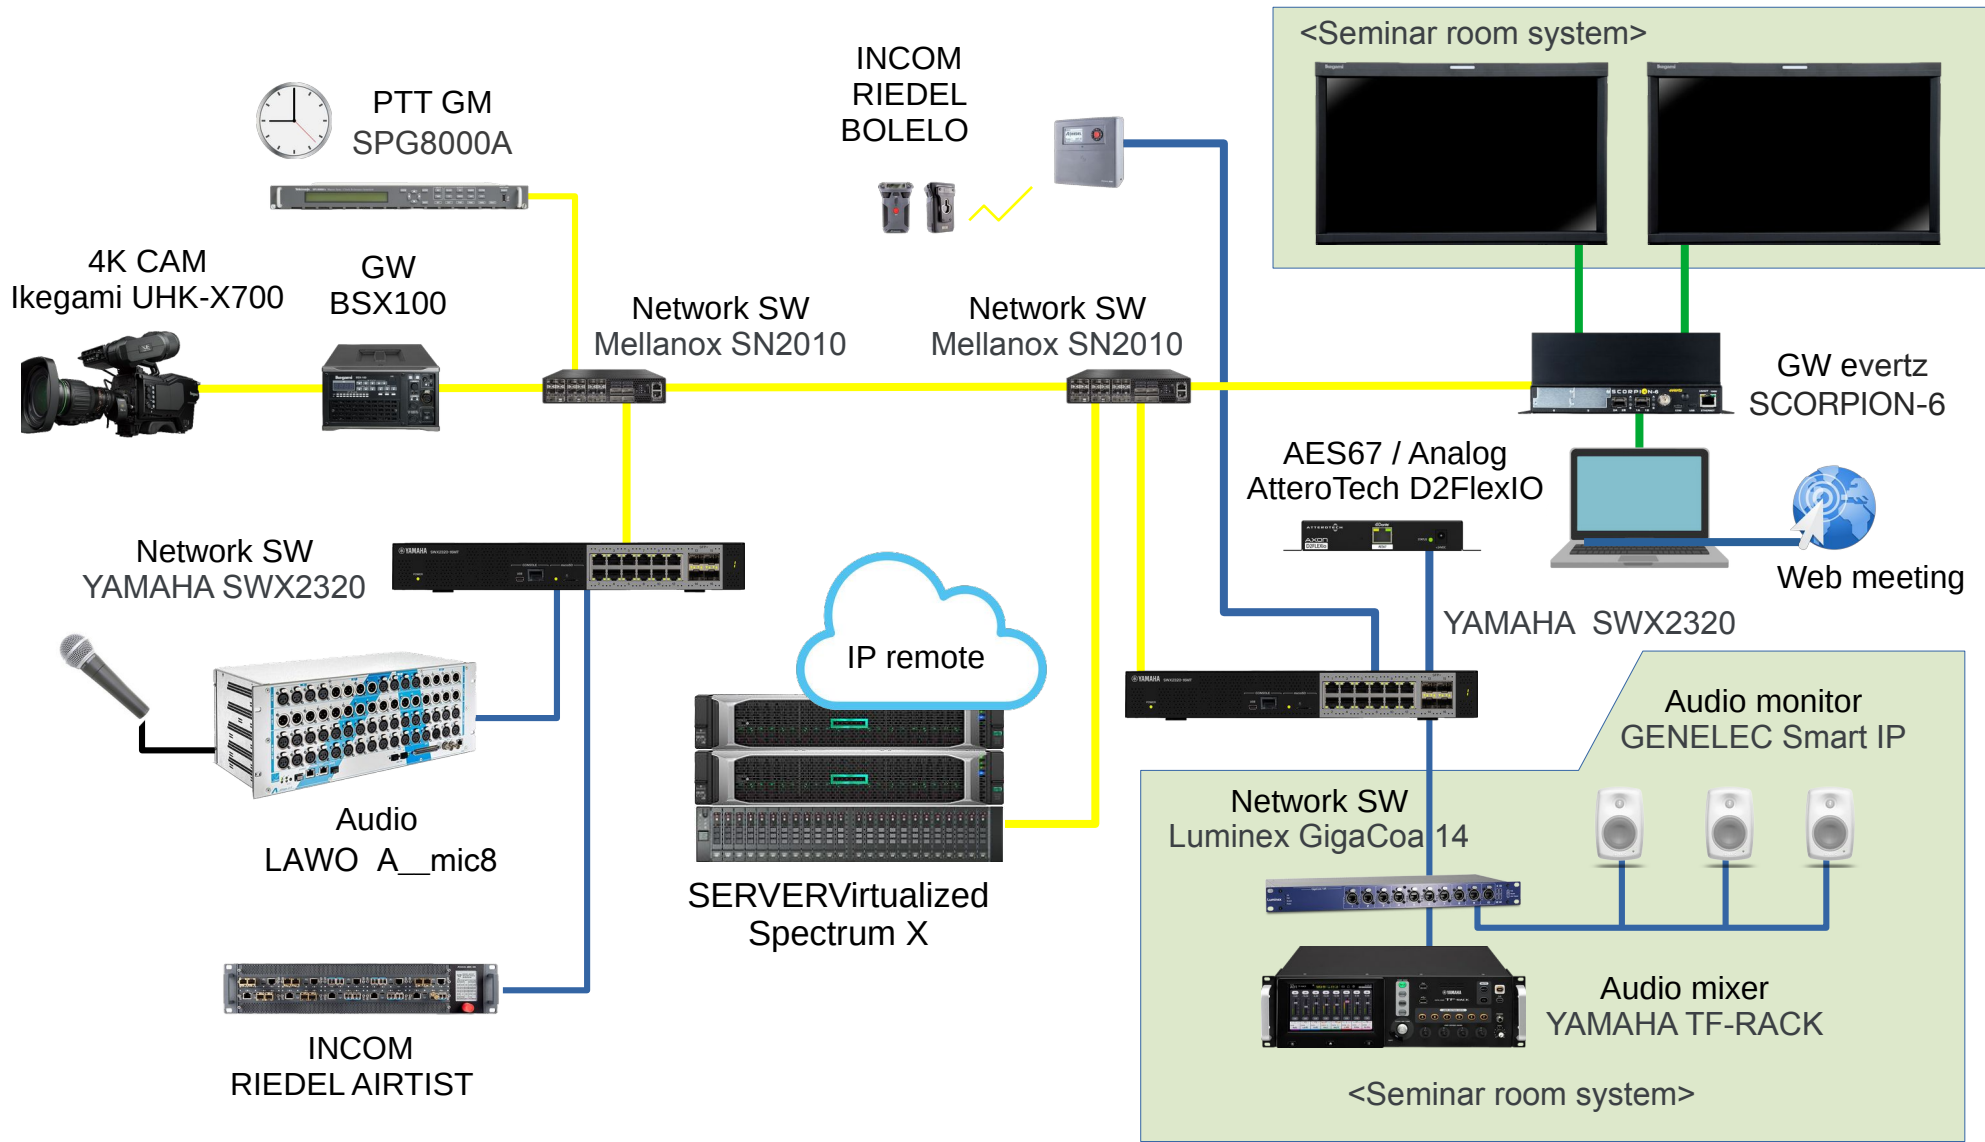 <Seminar room system>
INCOM
RIEDEL
BOLELO
PTT GM
SPG8000A
4K CAM
Ikegami UHK-X700
GW
BSX100
Network SW
Mellanox SN2010
Network SW
Mellanox SN2010
GW evertz
SCORPION-6
AES67 / Analog
AtteroTech D2FlexIO
Web meeting
Network SW
YAMAHA SWX2320
YAMAHA
IP remote
YAMAHA  SWX2320
YAMAHA
Audio
LAWO  A__mic8
SERVERVirtualized
Spectrum X
INCOM
RIEDEL AIRTIST
Audio monitor
GENELEC Smart IP
Network SW
Luminex GigaCoa 14
Audio mixer
YAMAHA TF-RACK
<Seminar room system>